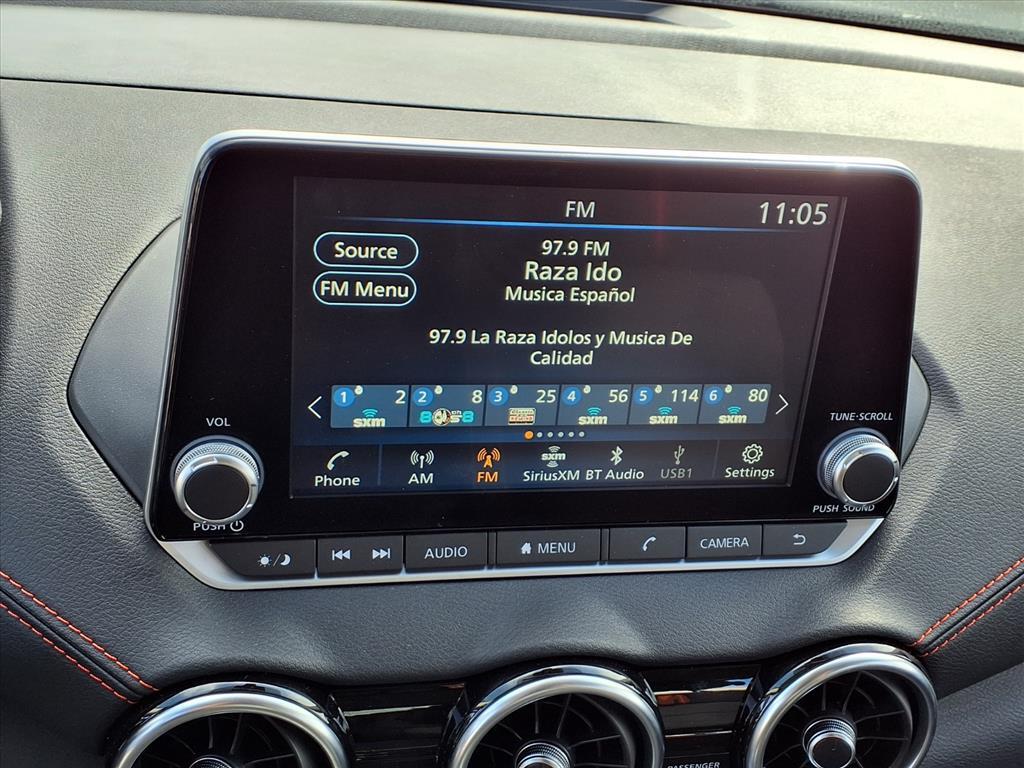 FM
11:05
Source
97.9 FM
Raza Ido
FM Menu
Musica Español
97.9 La Raza Idolos y Musica De
Calidad
1 2 2 8 3 25 4 56 5 114 6 80
sxm sxm sxm sxm
Phone AM FM SiriusXM BT Audio USB1 Settings
sxm
VOL
PUSH
TUNE·SCROLL
PUSH SOUND
AUDIO MENU CAMERA
PASSENGER